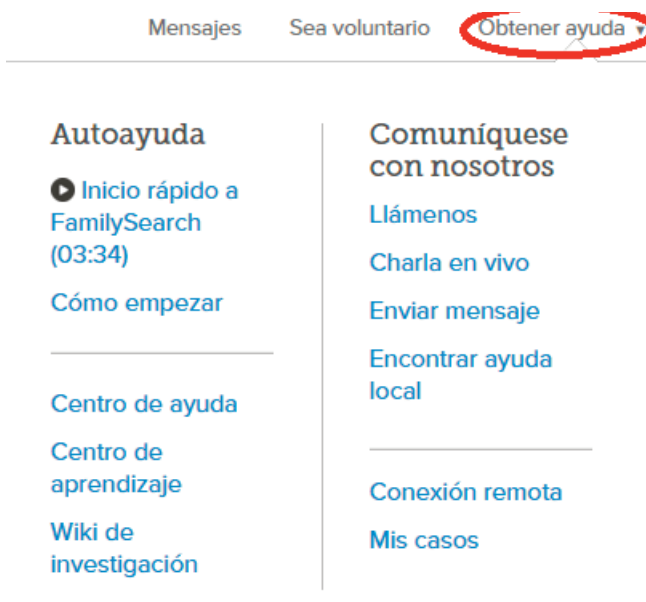 Mensajes Sea voluntario Obtener ayuda ▼
Autoayuda
Inicio rápido a
FamilySearch
(03:34)
Cómo empezar
Centro de ayuda
Centro de
aprendizaje
Wiki de
investigación
Comuníquese
con nosotros
Llámenos
Charla en vivo
Enviar mensaje
Encontrar ayuda
local
Conexión remota
Mis casos